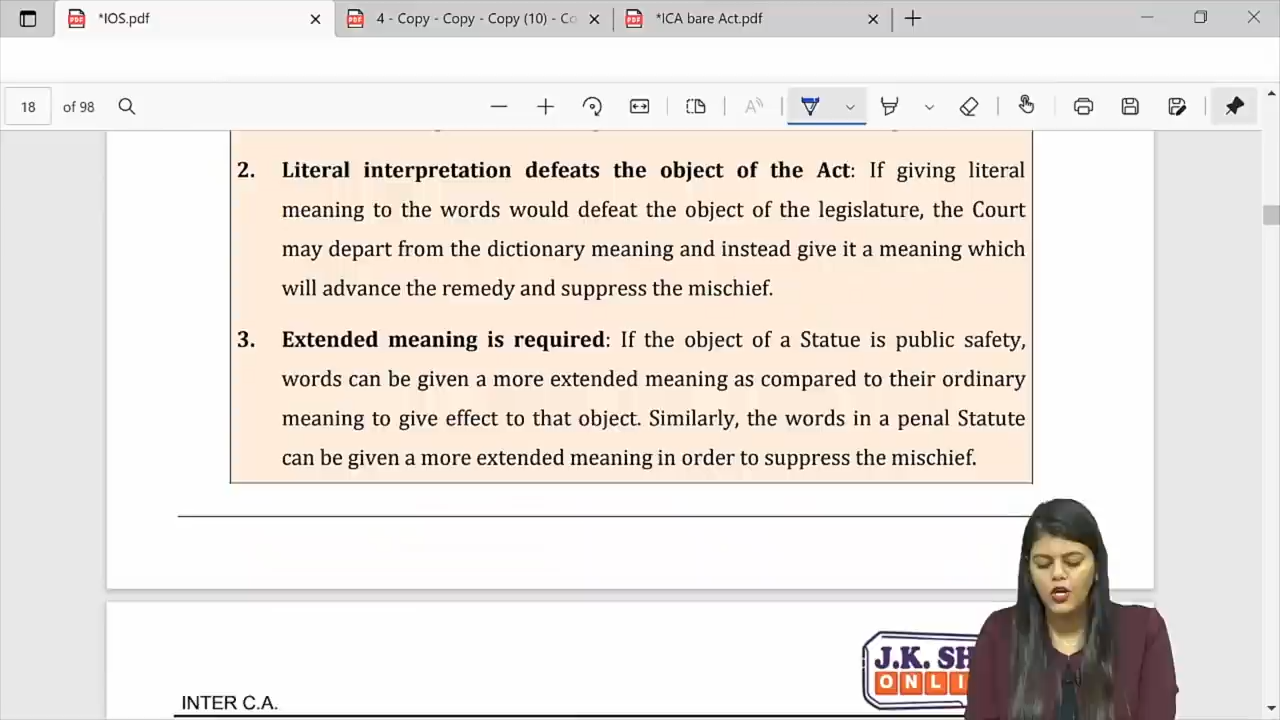 *IOS.pdf
4 - Copy - Copy - Copy (10) - Co
*ICA bare Act.pdf
18 of 98
2. Literal interpretation defeats the object of the Act: If giving literal
meaning to the words would defeat the object of the legislature, the Court
may depart from the dictionary meaning and instead give it a meaning which
will advance the remedy and suppress the mischief.
3. Extended meaning is required: If the object of a Statue is public safety,
words can be given a more extended meaning as compared to their ordinary
meaning to give effect to that object. Similarly, the words in a penal Statute
can be given a more extended meaning in order to suppress the mischief.
J.K. SH
ONLI
INTER C.A.